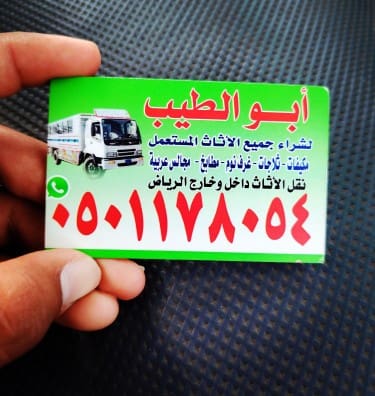 أبو الطيب
لشراء جميع الأثاث المستعمل
مكيفات - ثلاجات - غرف نوم - مطابخ - مجالس عربية
نقل الأثاث داخل وخارج الرياض
٠٥٠١١٧٨٠٥٤